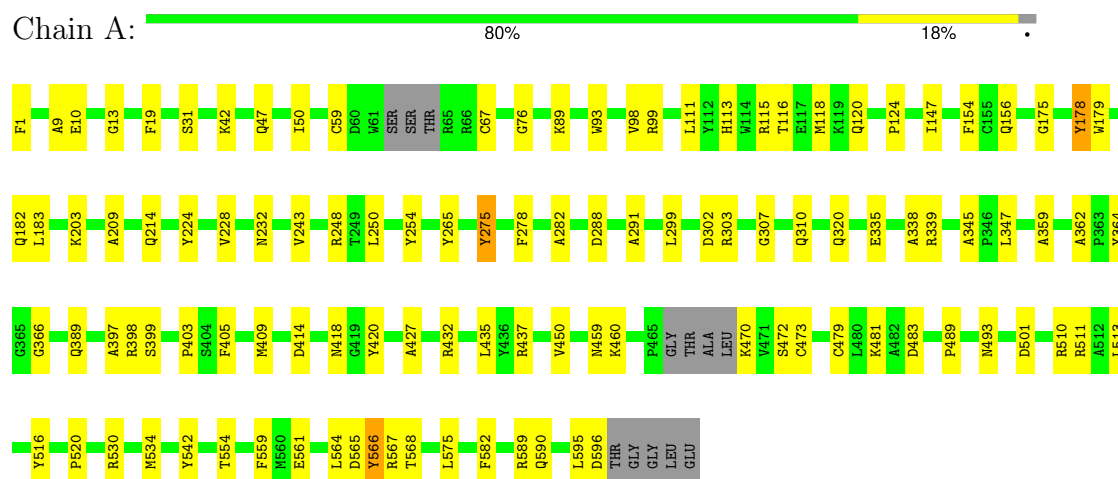 Chain A:
80% 18% •
F1 A9 E10 G13 F19 S31 K42 Q47 I50 C59 D60 W61 SER SER THR R65 R66 C67 G76 K89 W93 V98 R99 L111 Y112 H113 W114 R115 T116 E117 M118 K119 Q120 P124 I147 F154 C155 Q156 G175 Y178 W179
Q182 L183 K203 A209 Q214 Y224 V228 N232 V243 R248 T249 L250 Y254 Y265 Y275 F278 A282 D288 A291 L299 D302 R303 G307 Q310 Q320 E335 A338 R339 A345 P346 L347 A359 A362 P363 Y364
G365 G366 Q389 A397 R398 S399 P403 S404 F405 M409 D414 N418 G419 Y420 A427 R432 L435 Y436 R437 V450 N459 K460 P465 GLY THR ALA LEU K470 V471 S472 C473 C479 L480 K481 A482 D483 P489 N493 D501 R510 R511 A512 L513
Y516 P520 R530 M534 Y542 T554 F559 M560 E561 L564 D565 Y566 R567 T568 L575 F582 R589 Q590 L595 D596 THR GLY GLY LEU GLU